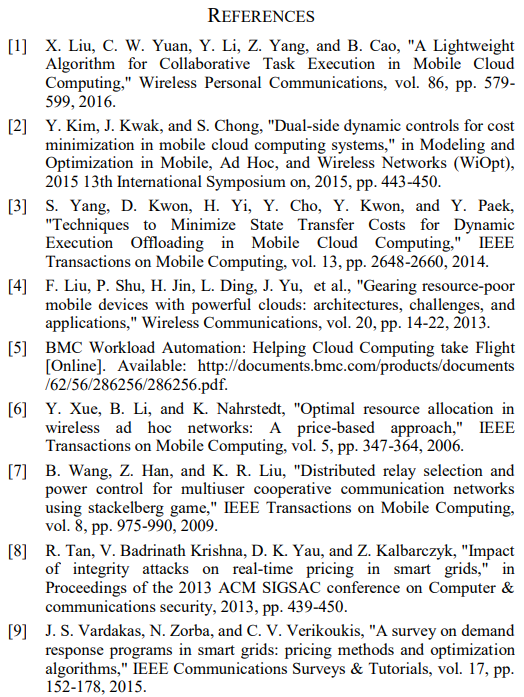 REFERENCES
[1] X. Liu, C. W. Yuan, Y. Li, Z. Yang, and B. Cao, "A Lightweight
Algorithm for Collaborative Task Execution in Mobile Cloud
Computing," Wireless Personal Communications, vol. 86, pp. 579-
599, 2016.
[2] Y. Kim, J. Kwak, and S. Chong, "Dual-side dynamic controls for cost
minimization in mobile cloud computing systems," in Modeling and
Optimization in Mobile, Ad Hoc, and Wireless Networks (WiOpt),
2015 13th International Symposium on, 2015, pp. 443-450.
[3] S. Yang, D. Kwon, H. Yi, Y. Cho, Y. Kwon, and Y. Paek,
"Techniques to Minimize State Transfer Costs for Dynamic
Execution Offloading in Mobile Cloud Computing," IEEE
Transactions on Mobile Computing, vol. 13, pp. 2648-2660, 2014.
[4] F. Liu, P. Shu, H. Jin, L. Ding, J. Yu, et al., "Gearing resource-poor
mobile devices with powerful clouds: architectures, challenges, and
applications," Wireless Communications, vol. 20, pp. 14-22, 2013.
[5] BMC Workload Automation: Helping Cloud Computing take Flight
[Online]. Available: http://documents.bmc.com/products/documents
/62/56/286256/286256.pdf.
[6] Y. Xue, B. Li, and K. Nahrstedt, "Optimal resource allocation in
wireless ad hoc networks: A price-based approach," IEEE
Transactions on Mobile Computing, vol. 5, pp. 347-364, 2006.
[7] B. Wang, Z. Han, and K. R. Liu, "Distributed relay selection and
power control for multiuser cooperative communication networks
using stackelberg game," IEEE Transactions on Mobile Computing,
vol. 8, pp. 975-990, 2009.
[8] R. Tan, V. Badrinath Krishna, D. K. Yau, and Z. Kalbarczyk, "Impact
of integrity attacks on real-time pricing in smart grids," in
Proceedings of the 2013 ACM SIGSAC conference on Computer &
communications security, 2013, pp. 439-450.
[9] J. S. Vardakas, N. Zorba, and C. V. Verikoukis, "A survey on demand
response programs in smart grids: pricing methods and optimization
algorithms," IEEE Communications Surveys & Tutorials, vol. 17, pp.
152-178, 2015.